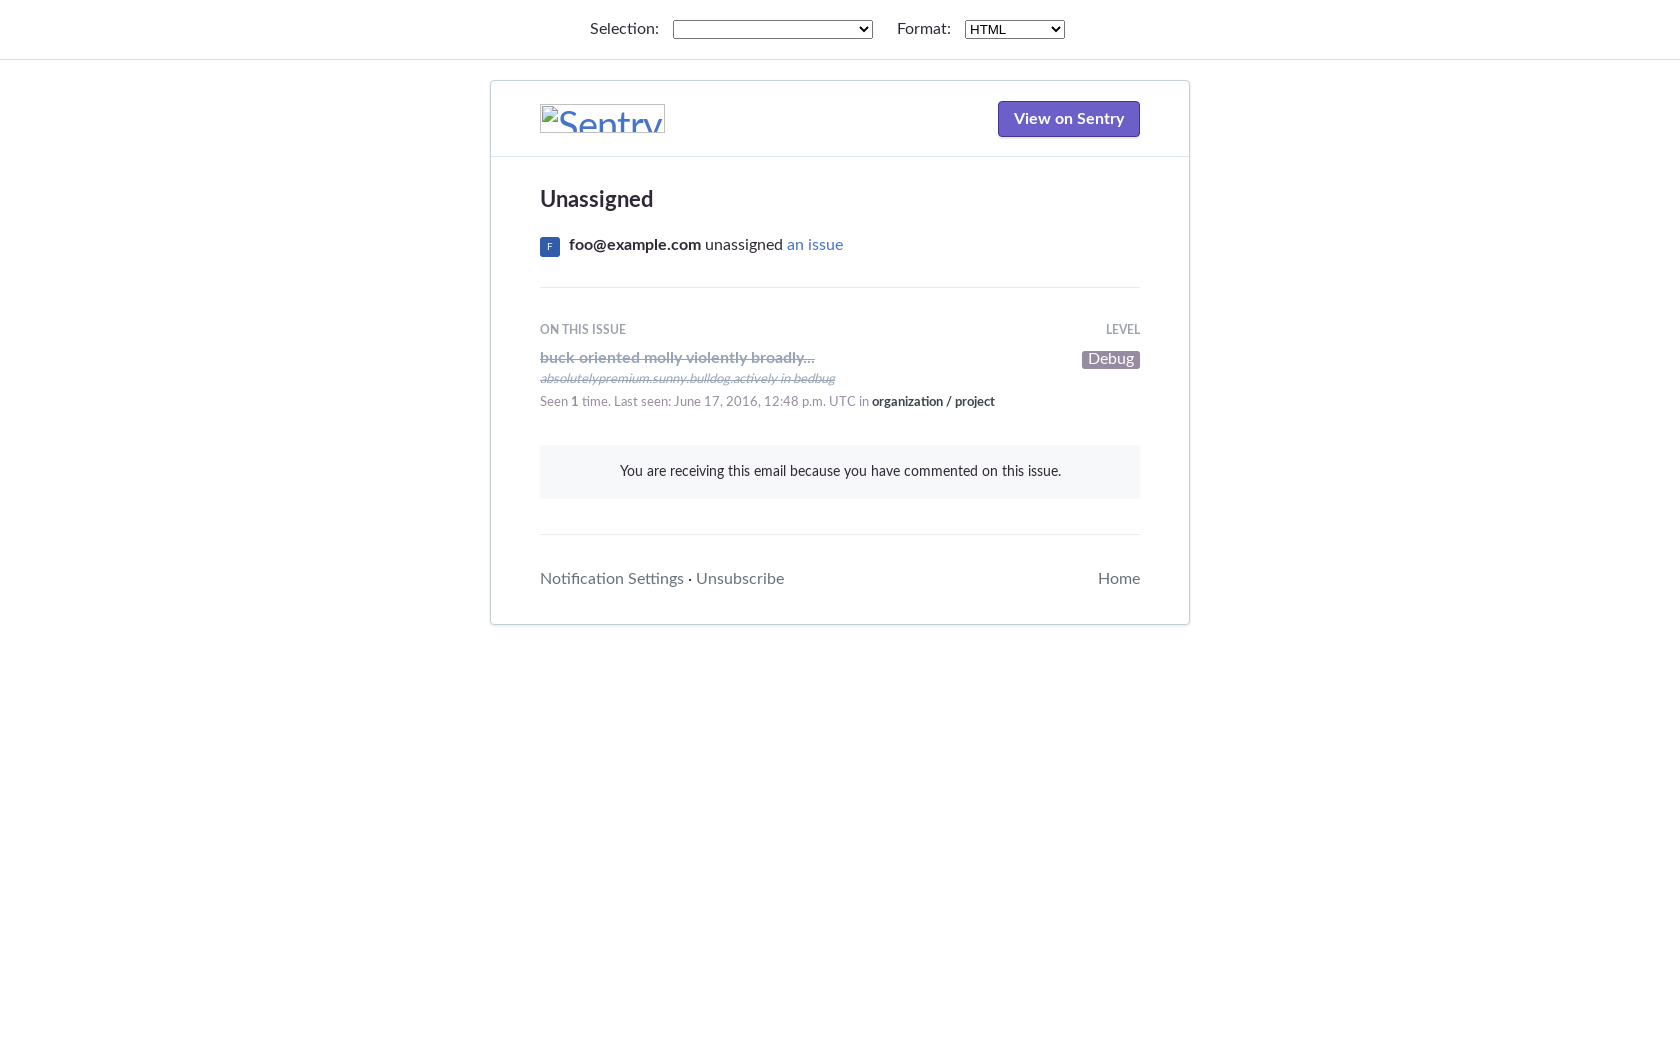 Selection:
Format: HTML
Sentry
View on Sentry
Unassigned
F foo@example.com unassigned an issue
ON THIS ISSUE
LEVEL
buck oriented molly violently broadly...
Debug
absolutelypremium.sunny.bulldog.actively in bedbug
Seen 1 time. Last seen: June 17, 2016, 12:48 p.m. UTC in organization / project
You are receiving this email because you have commented on this issue.
Notification Settings · Unsubscribe
Home